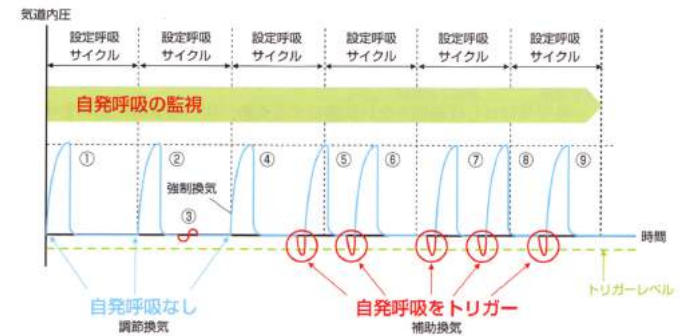 気道内圧
設定呼吸
サイクル
設定呼吸
サイクル
設定呼吸
サイクル
設定呼吸
サイクル
設定呼吸
サイクル
設定呼吸
サイクル
自発呼吸の監視
① ② ④ ⑤ ⑥ ⑦ ⑧ ⑨
強制換気
③
時間
トリガーレベル
自発呼吸なし
調節換気
自発呼吸をトリガー
補助換気